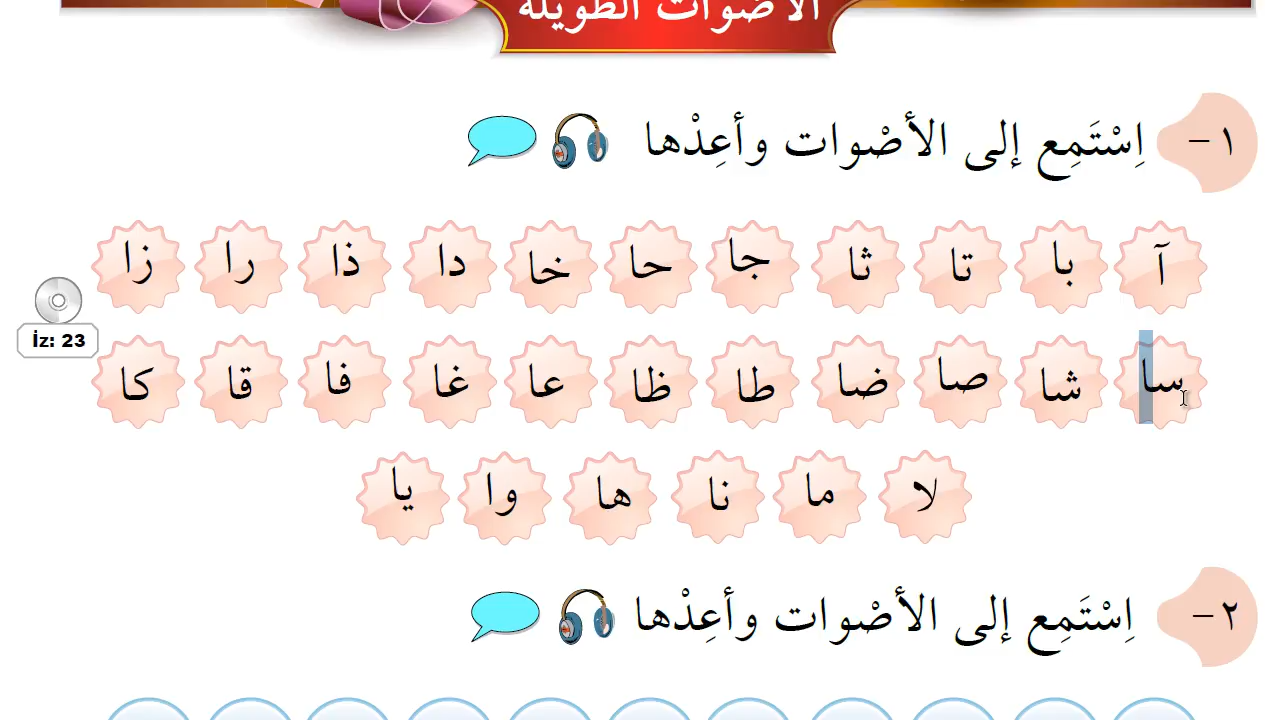 الأصوات الطويلة
١- اِسْتَمِع إلى الأصْوات وأعِدْها
آ با تا ثا جا حا خا دا ذا را زا
İz: 23
سا شا صا ضا طا ظا عا غا فا قا كا
لا ما نا ها وا يا
٢- اِسْتَمِع إلى الأصْوات وأعِدْها